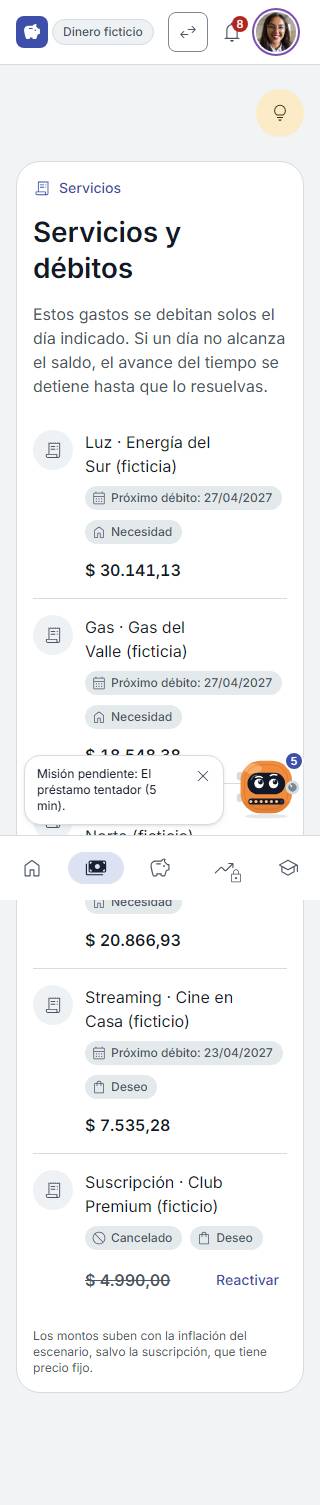 Dinero ficticio
8
Servicios
Servicios y
débitos
Estos gastos se debitan solos el
día indicado. Si un día no alcanza
el saldo, el avance del tiempo se
detiene hasta que lo resuelvas.
Luz · Energía del
Sur (ficticia)
Próximo débito: 27/04/2027
Necesidad
$ 30.141,13
Gas · Gas del
Valle (ficticia)
Próximo débito: 27/04/2027
Necesidad
$ 18.548,38
Misión pendiente: El
préstamo tentador (5
min).
5
Norte (ficticia)
Necesidad
$ 20.866,93
Streaming · Cine en
Casa (ficticio)
Próximo débito: 23/04/2027
Deseo
$ 7.535,28
Suscripción · Club
Premium (ficticio)
Cancelado
Deseo
$ 4.990,00
Reactivar
Los montos suben con la inflación del
escenario, salvo la suscripción, que tiene
precio fijo.